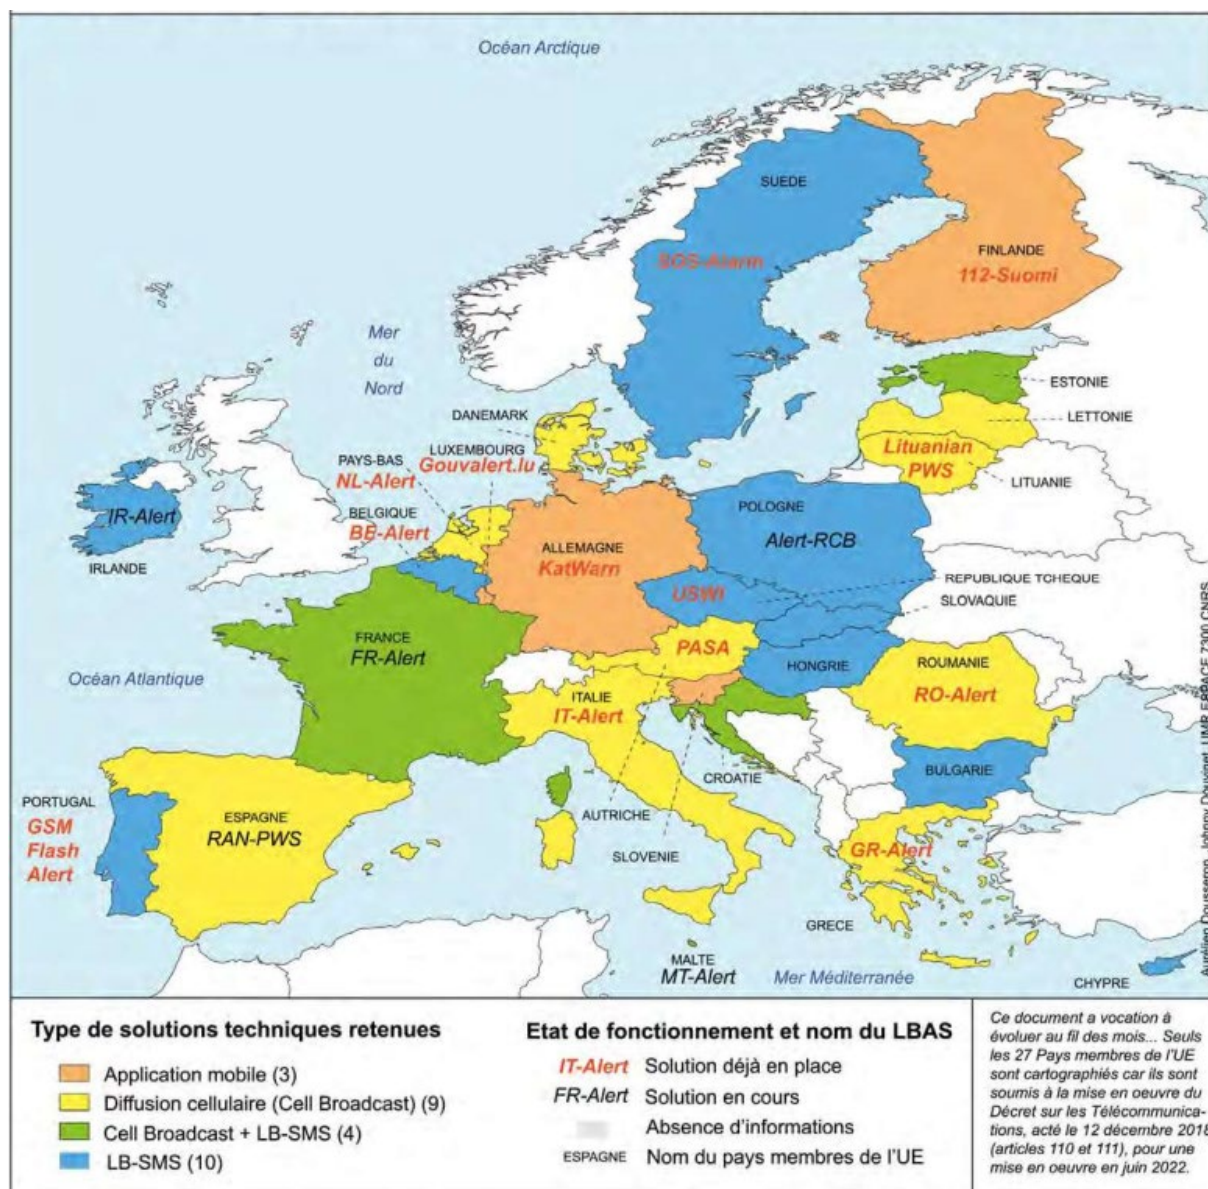 Océan Arctique
SUEDE
SOS-Alarm
FINLANDE
112-Suomi
Mer
du
Nord
ESTONIE
LETTONIE
Lituanian
PWS
LITUANIE
DANEMARK
LUXEMBOURG
Gouvalert.lu
PAYS-BAS
NL-Alert
BELGIQUE
BE-Alert
IR-Alert
IRLANDE
ALLEMAGNE
KatWarn
POLOGNE
Alert-RCB
USWI
REPUBLIQUE TCHEQUE
SLOVAQUIE
FRANCE
FR-Alert
PASA
HONGRIE
ROUMANIE
RO-Alert
Océan Atlantique
ITALIE
IT-Alert
CROATIE
BULGARIE
PORTUGAL
GSM
Flash
Alert
ESPAGNE
RAN-PWS
AUTRICHE
SLOVENIE
GR-Alert
GRECE
MALTE
MT-Alert
Mer Méditerranée
CHYPRE
Aurélien Dousseron, Johnny Douvinet, UMR ESPACE 7300 CNRS
Type de solutions techniques retenues
Application mobile (3)
Diffusion cellulaire (Cell Broadcast) (9)
Cell Broadcast + LB-SMS (4)
LB-SMS (10)
Etat de fonctionnement et nom du LBAS
IT-Alert Solution déjà en place
FR-Alert Solution en cours
Absence d'informations
ESPAGNE Nom du pays membres de l'UE
Ce document a vocation à
évoluer au fil des mois... Seuls
les 27 Pays membres de l'UE
sont cartographiés car ils sont
soumis à la mise en oeuvre du
Décret sur les Télécommunica-
tions, acté le 12 décembre 2018
(articles 110 et 111), pour une
mise en oeuvre en juin 2022.